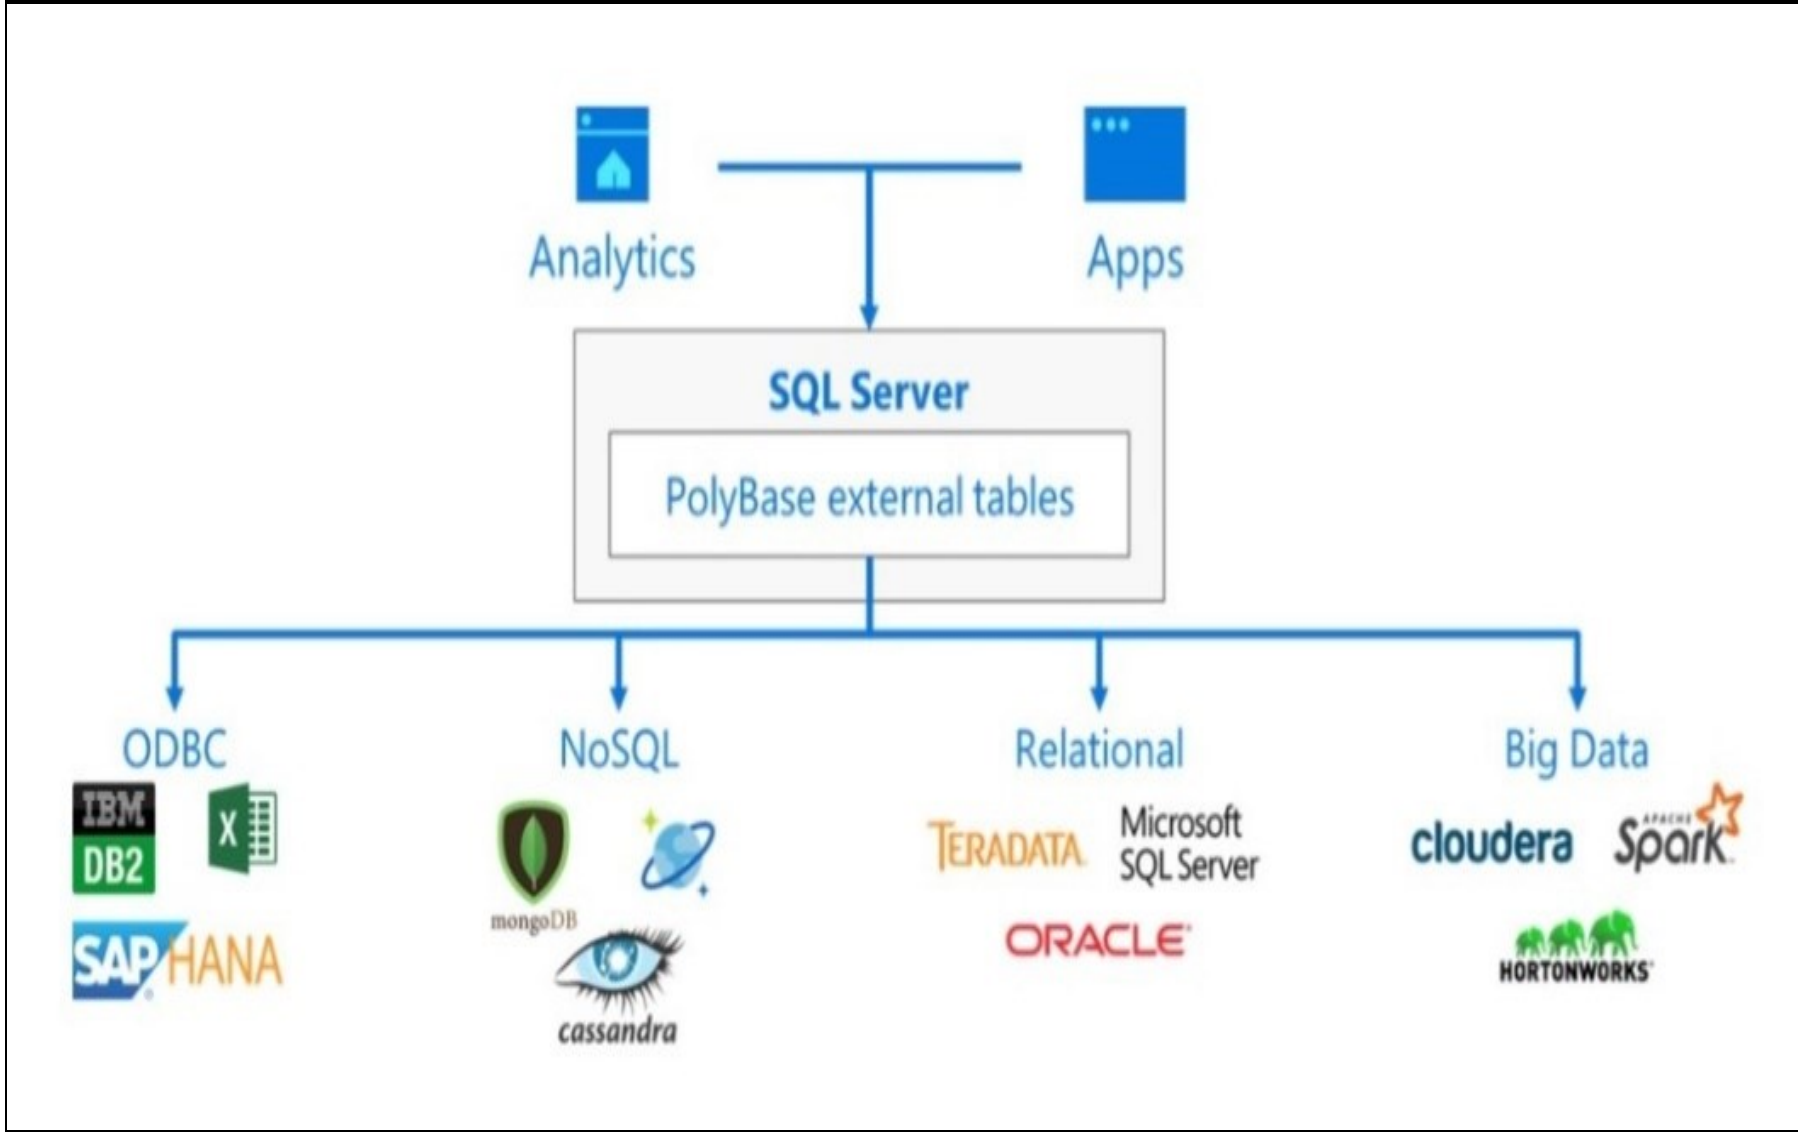 Analytics
Apps
SQL Server
PolyBase external tables
ODBC
NoSQL
Relational
Big Data
IBM
DB2
X
SAP HANA
mongoDB
cassandra
TERADATA
Microsoft
SQL Server
ORACLE
cloudera
APACHE
Spark
HORTONWORKS